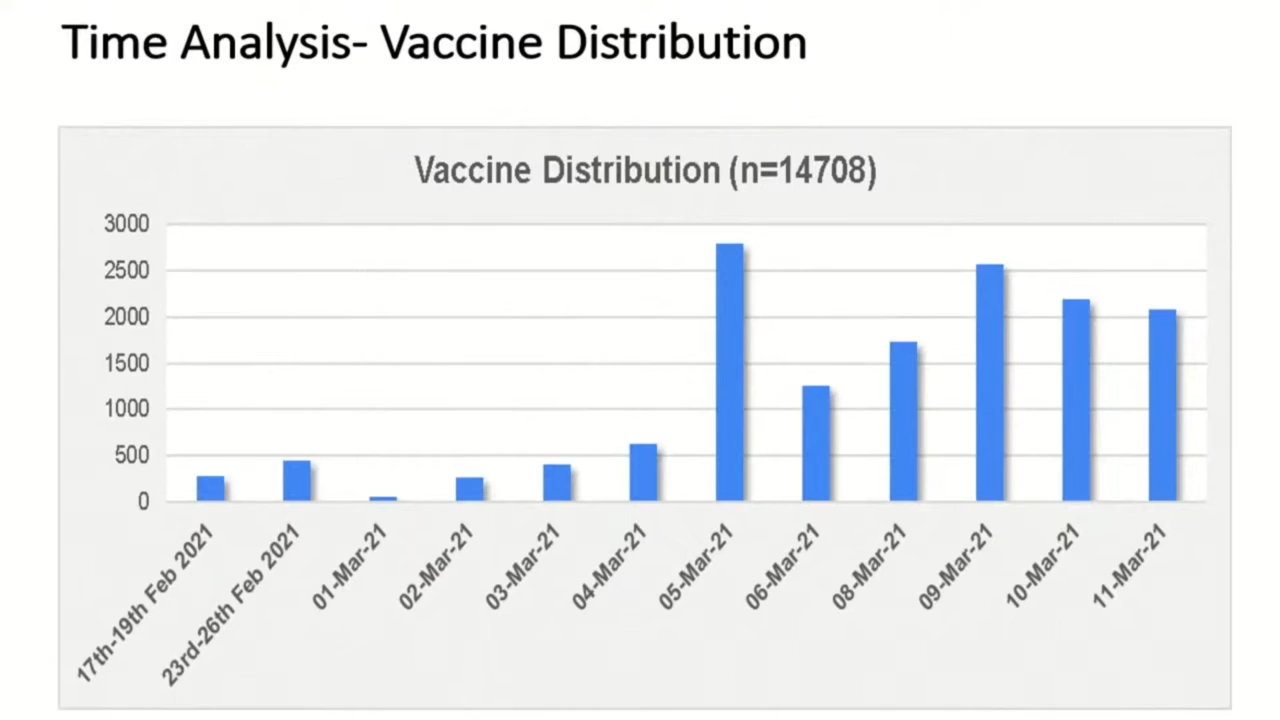 Time Analysis- Vaccine Distribution
Vaccine Distribution (n=14708)
3000
2500
2000
1500
1000
500
0
17th-19th Feb 2021
23rd-26th Feb 2021
01-Mar-21
02-Mar-21
03-Mar-21
04-Mar-21
05-Mar-21
06-Mar-21
08-Mar-21
09-Mar-21
10-Mar-21
11-Mar-21